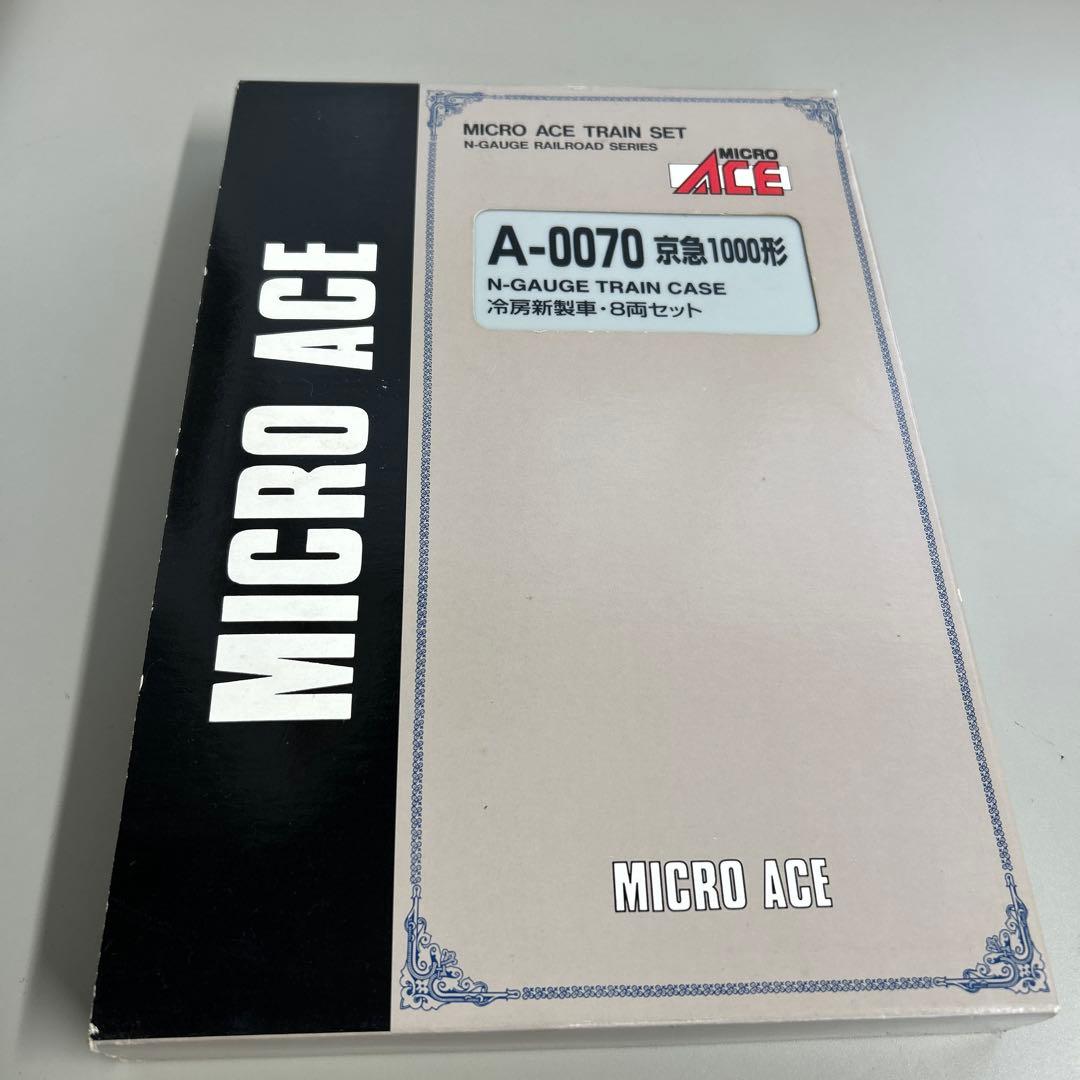 MICRO ACE
MICRO ACE TRAIN SET
N-GAUGE RAILROAD SERIES
MICRO
ACE
A-0070 京急1000形
N-GAUGE TRAIN CASE
冷房新製車・8両セット
MICRO ACE